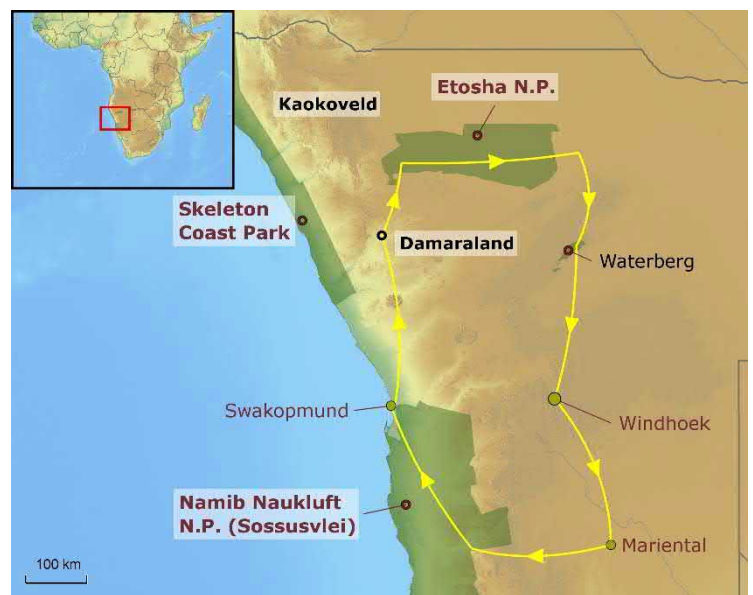 Etosha N.P.
Kaokoveld
Skeleton
Coast Park
Damaraland
Waterberg
Swakopmund
Windhoek
Namib Naukluft
N.P. (Sossusvlei)
Mariental
100 km